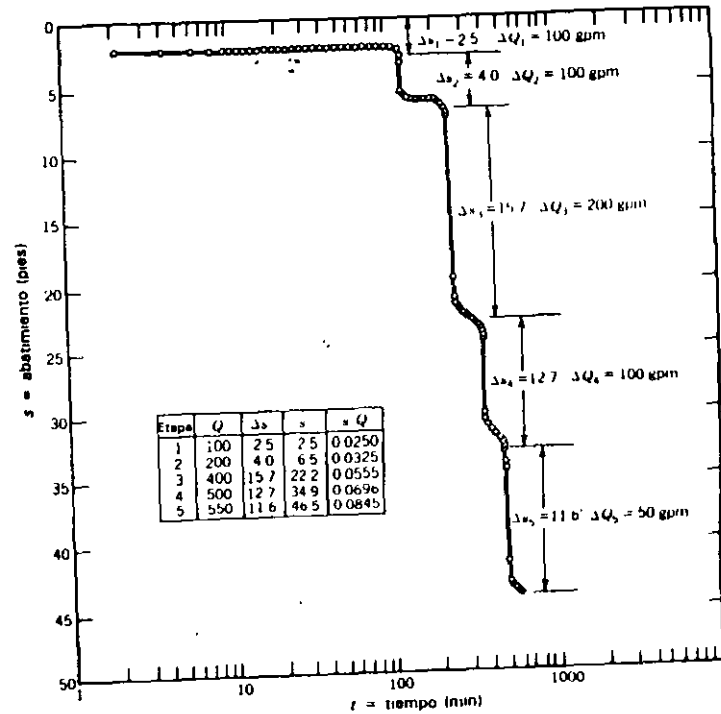 0
5
10
15
20
25
30
35
40
45
50
s = abatimiento (pies)
1
10
100
1000
t = tiempo (min)
Δs₁ – 2.5 ΔQ₁ = 100 gpm
Δs₂ = 4.0 ΔQ₂ = 100 gpm
Δs₃ = 15.7 ΔQ₃ = 200 gpm
Δs₄ = 12.7 ΔQ₄ = 100 gpm
Δs₅ = 11.6' ΔQ₅ = 50 gpm
Etapa Q Δs s s Q
1 100 2.5 2.5 0.0250
2 200 4.0 6.5 0.0325
3 400 15.7 22.2 0.0555
4 500 12.7 34.9 0.0696
5 550 11.6 46.5 0.0845